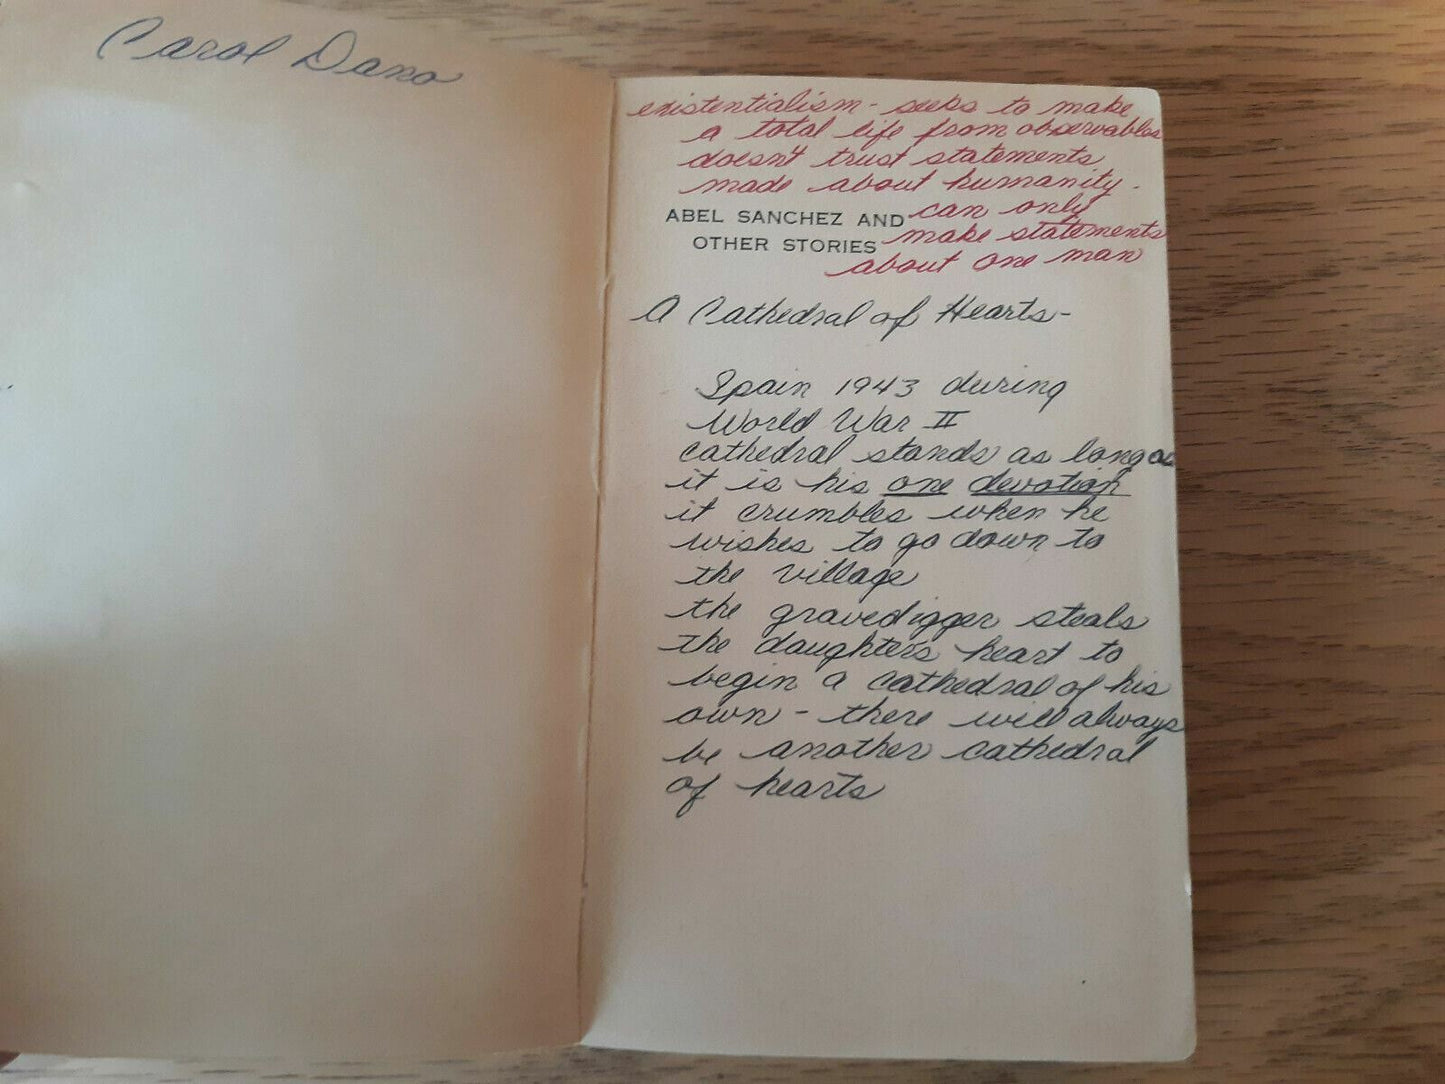 Carol Dano
existentialism - seeks to make
a total life from observables
doesn't trust statements
made about humanity.
can only
make statements
about one man
ABEL SANCHEZ AND
OTHER STORIES
A Cathedral of Hearts-
Spain 1943 during
World War II
cathedral stands as long as
it is his one devotion
it crumbles when he
wishes to go down to
the village
the gravedigger steals
the daughters heart to
begin a cathedral of his
own - there will always
be another cathedral
of hearts